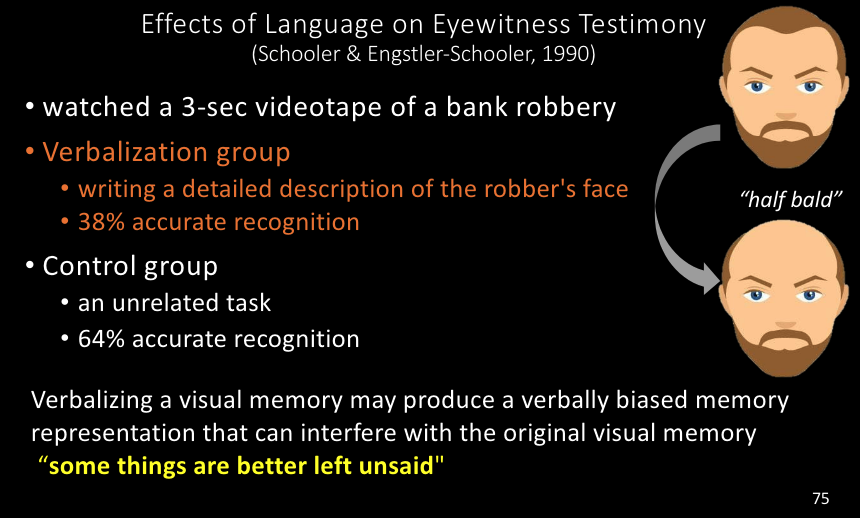 Effects of Language on Eyewitness Testimony
(Schooler & Engstler-Schooler, 1990)
• watched a 3-sec videotape of a bank robbery
• Verbalization group
• writing a detailed description of the robber's face
• 38% accurate recognition
“half bald”
• Control group
• an unrelated task
• 64% accurate recognition
Verbalizing a visual memory may produce a verbally biased memory
representation that can interfere with the original visual memory
“some things are better left unsaid"
75